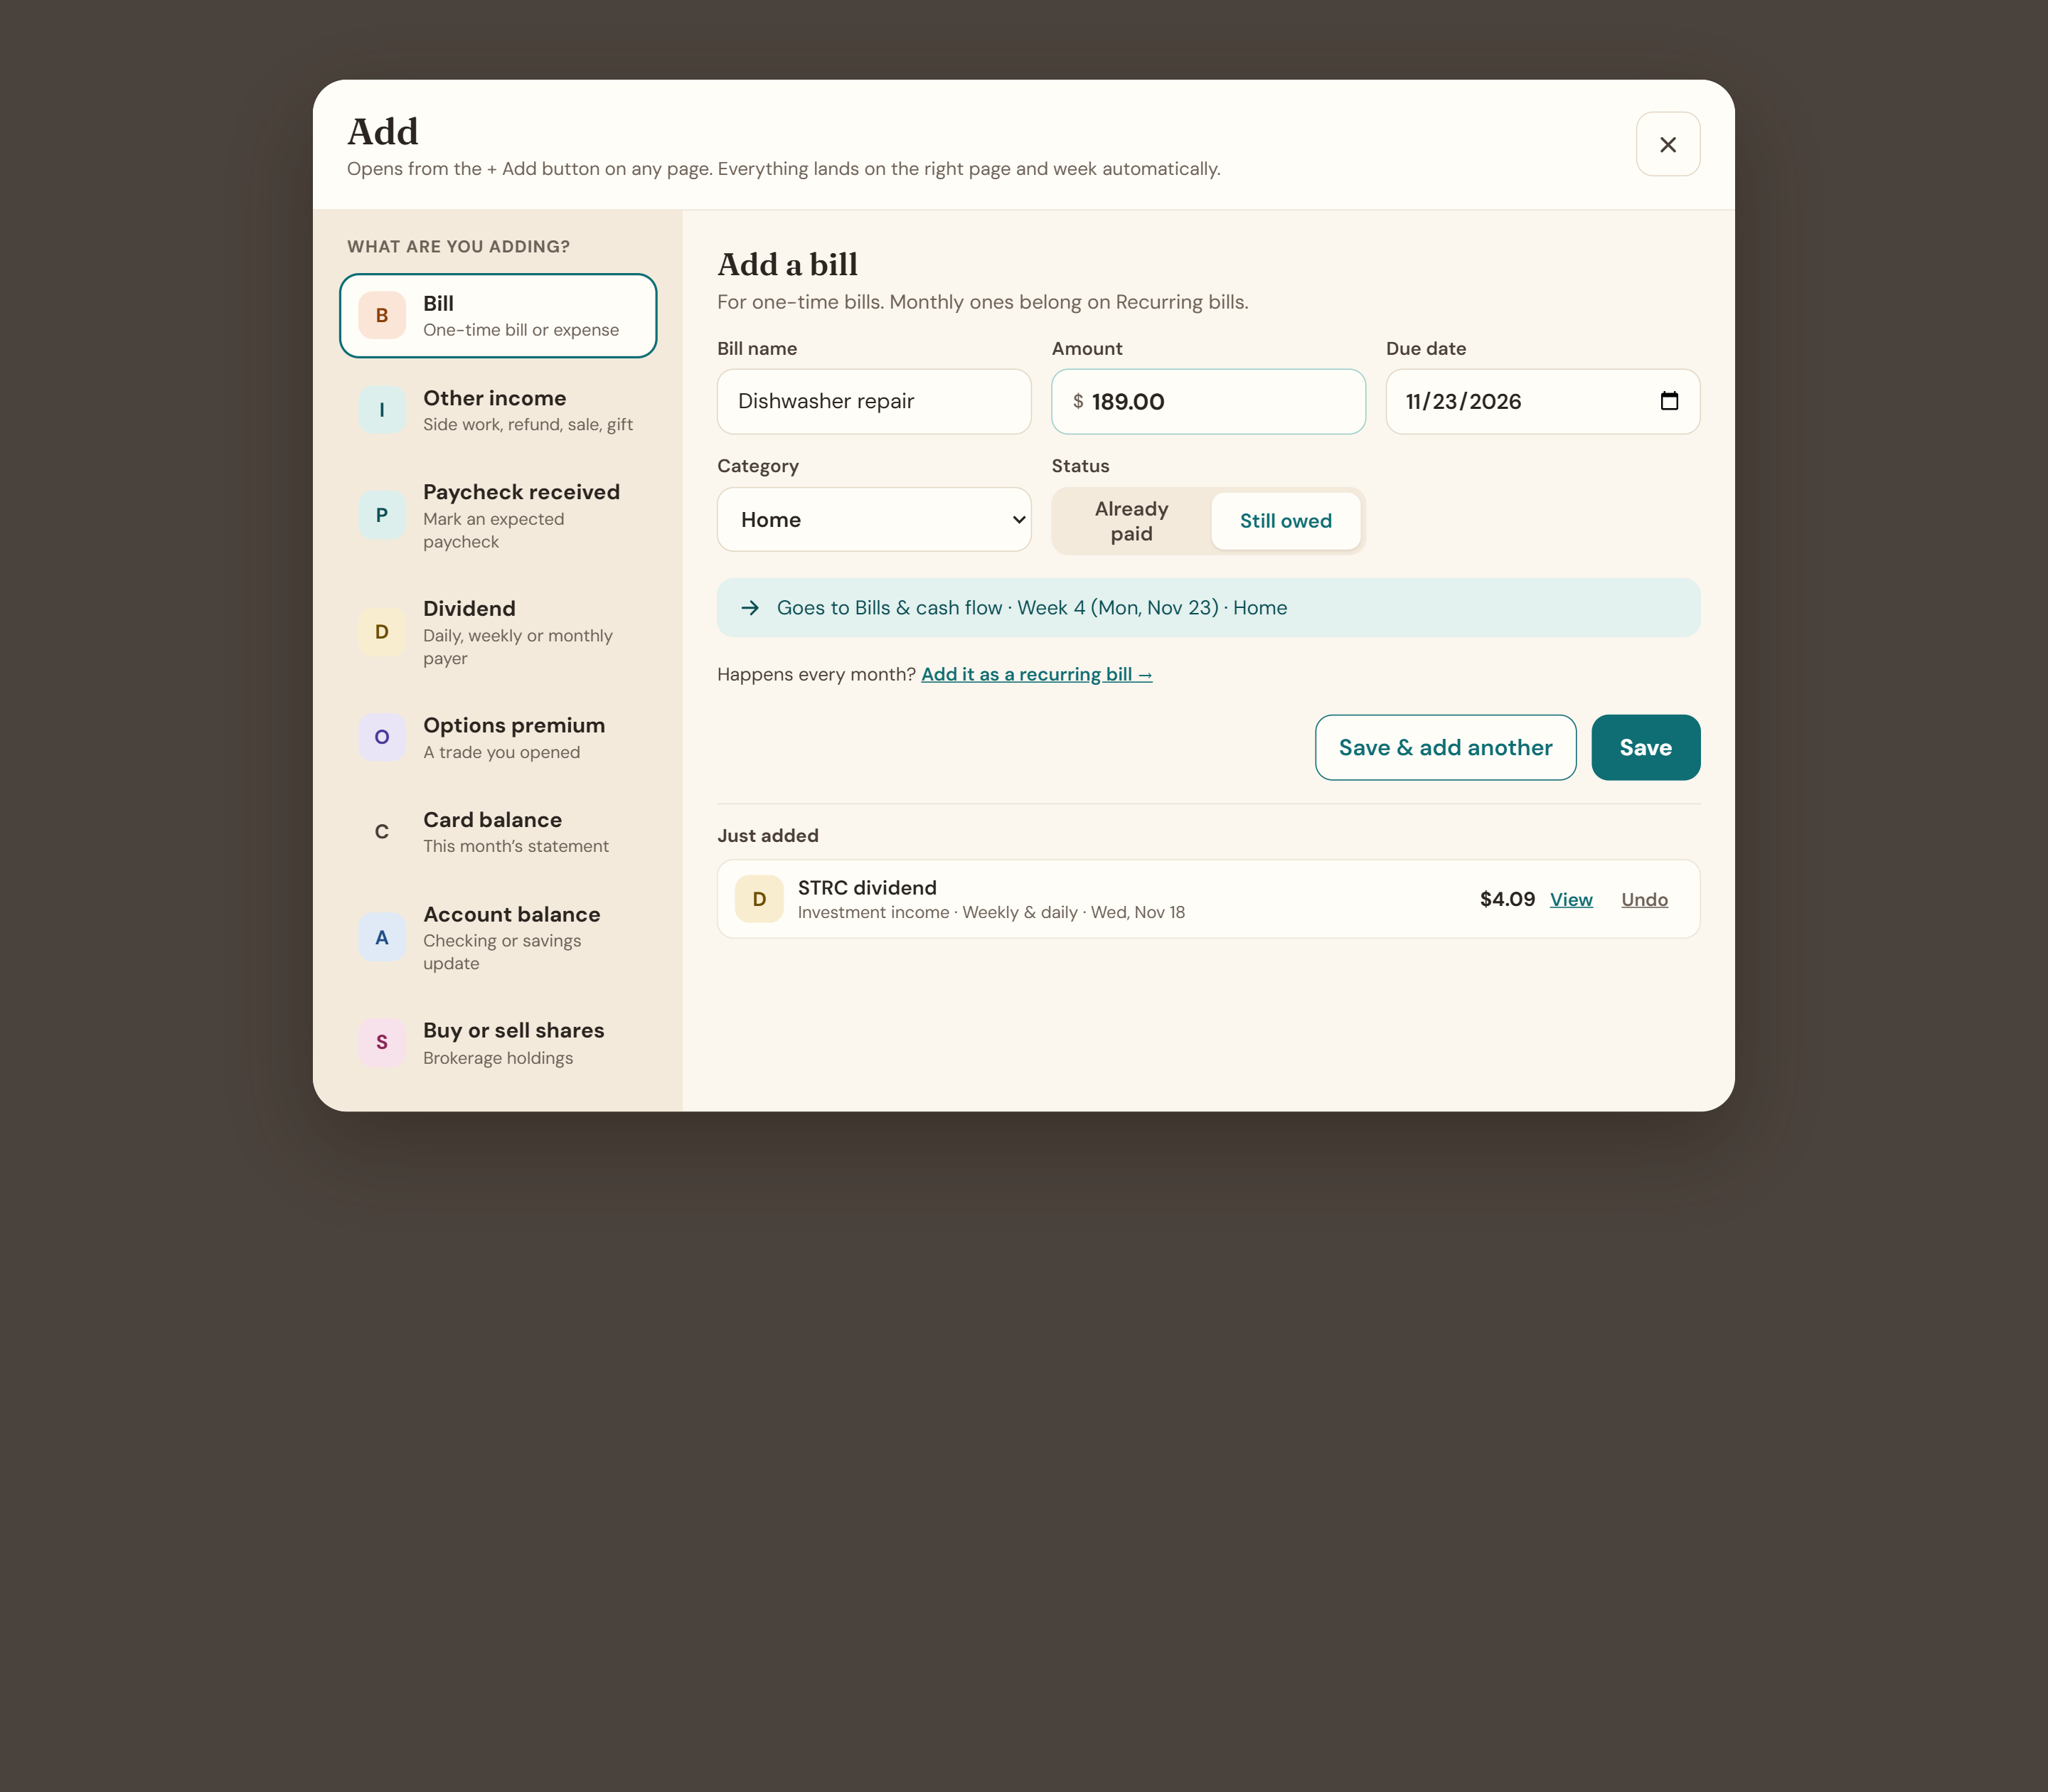 Add
Opens from the + Add button on any page. Everything lands on the right page and week automatically.
WHAT ARE YOU ADDING?
B
Bill
One-time bill or expense
I
Other income
Side work, refund, sale, gift
P
Paycheck received
Mark an expected
paycheck
D
Dividend
Daily, weekly or monthly
payer
O
Options premium
A trade you opened
C
Card balance
This month’s statement
A
Account balance
Checking or savings
update
S
Buy or sell shares
Brokerage holdings
Add a bill
For one-time bills. Monthly ones belong on Recurring bills.
Bill name
Dishwasher repair
Amount
$ 189.00
Due date
11/23/2026
Category
Home
Status
Already
paid
Still owed
→ Goes to Bills & cash flow · Week 4 (Mon, Nov 23) · Home
Happens every month? Add it as a recurring bill →
Save & add another
Save
Just added
D
STRC dividend
Investment income · Weekly & daily · Wed, Nov 18
$4.09 View Undo